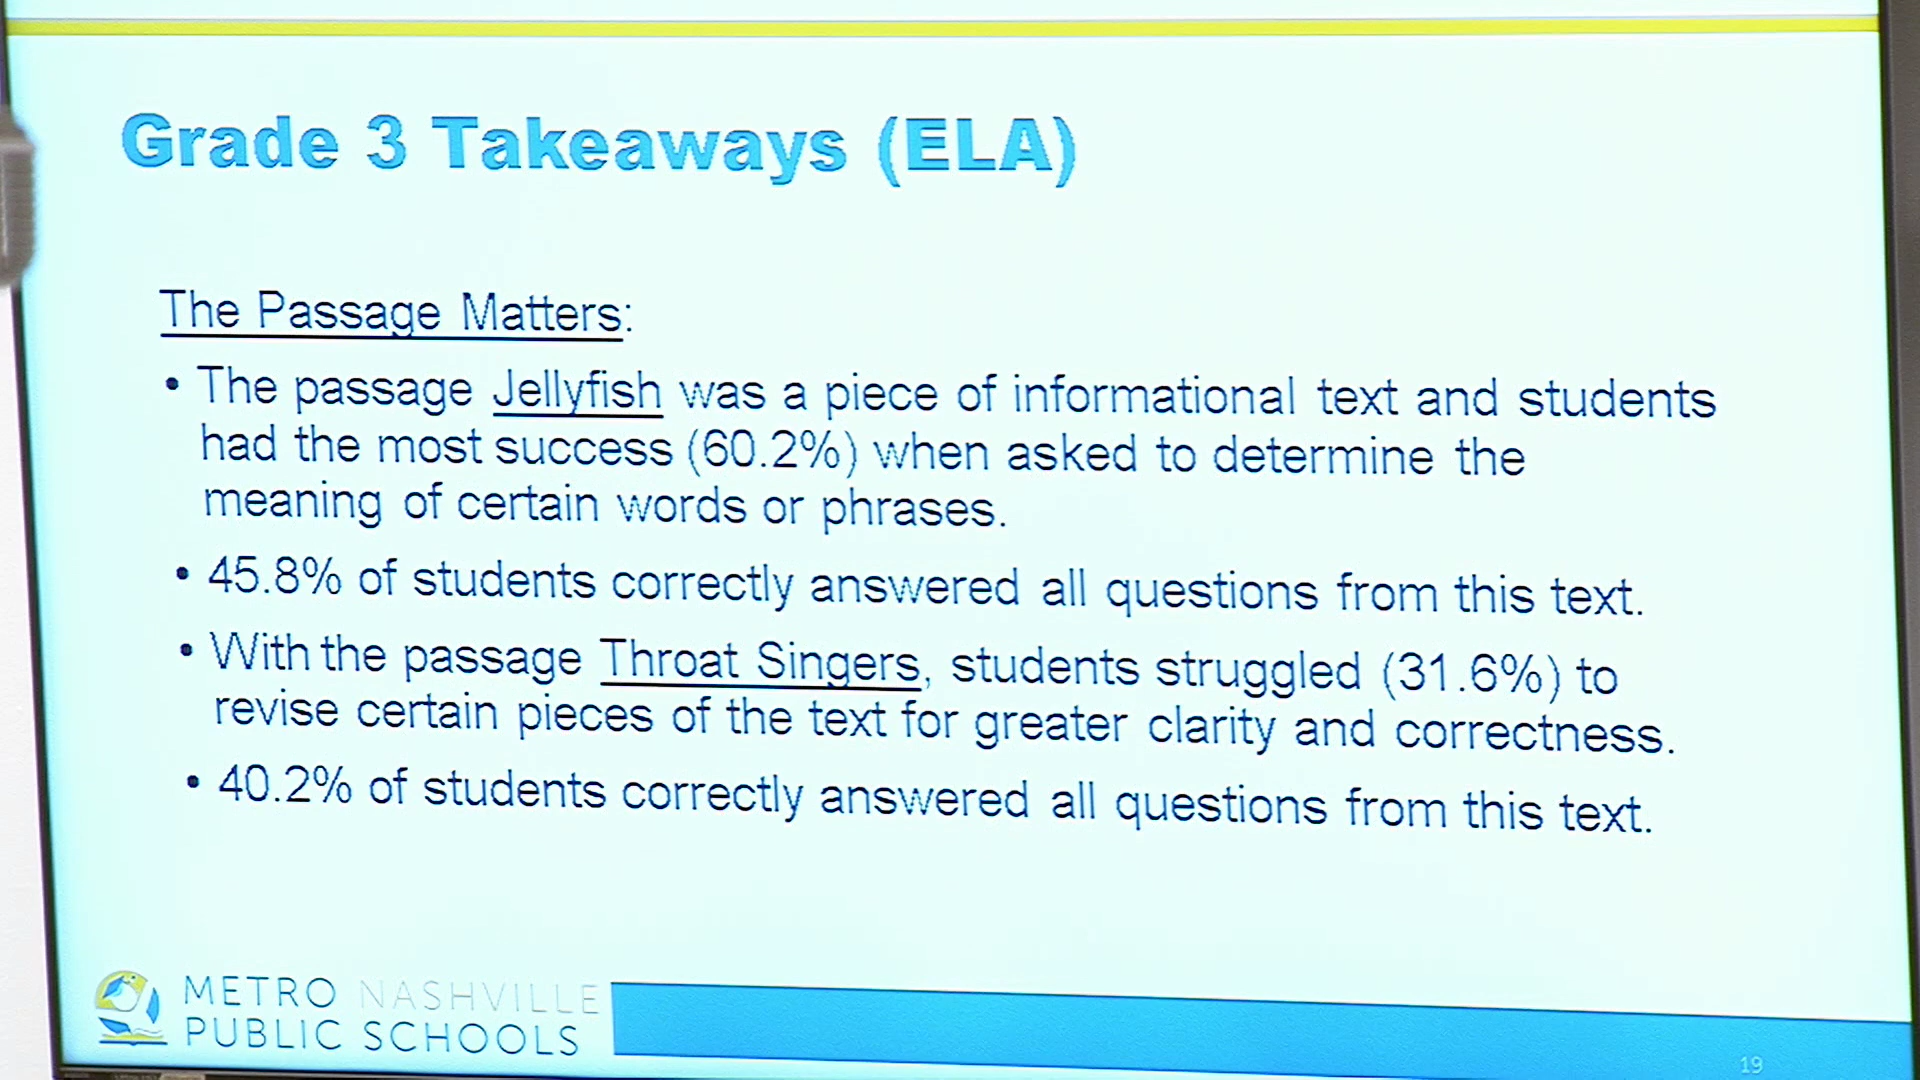 Grade 3 Takeaways (ELA)
The Passage Matters:
• The passage Jellyfish was a piece of informational text and students
had the most success (60.2%) when asked to determine the
meaning of certain words or phrases.
• 45.8% of students correctly answered all questions from this text.
• With the passage Throat Singers, students struggled (31.6%) to
revise certain pieces of the text for greater clarity and correctness.
• 40.2% of students correctly answered all questions from this text.
METRO NASHVILLE
PUBLIC SCHOOLS
19